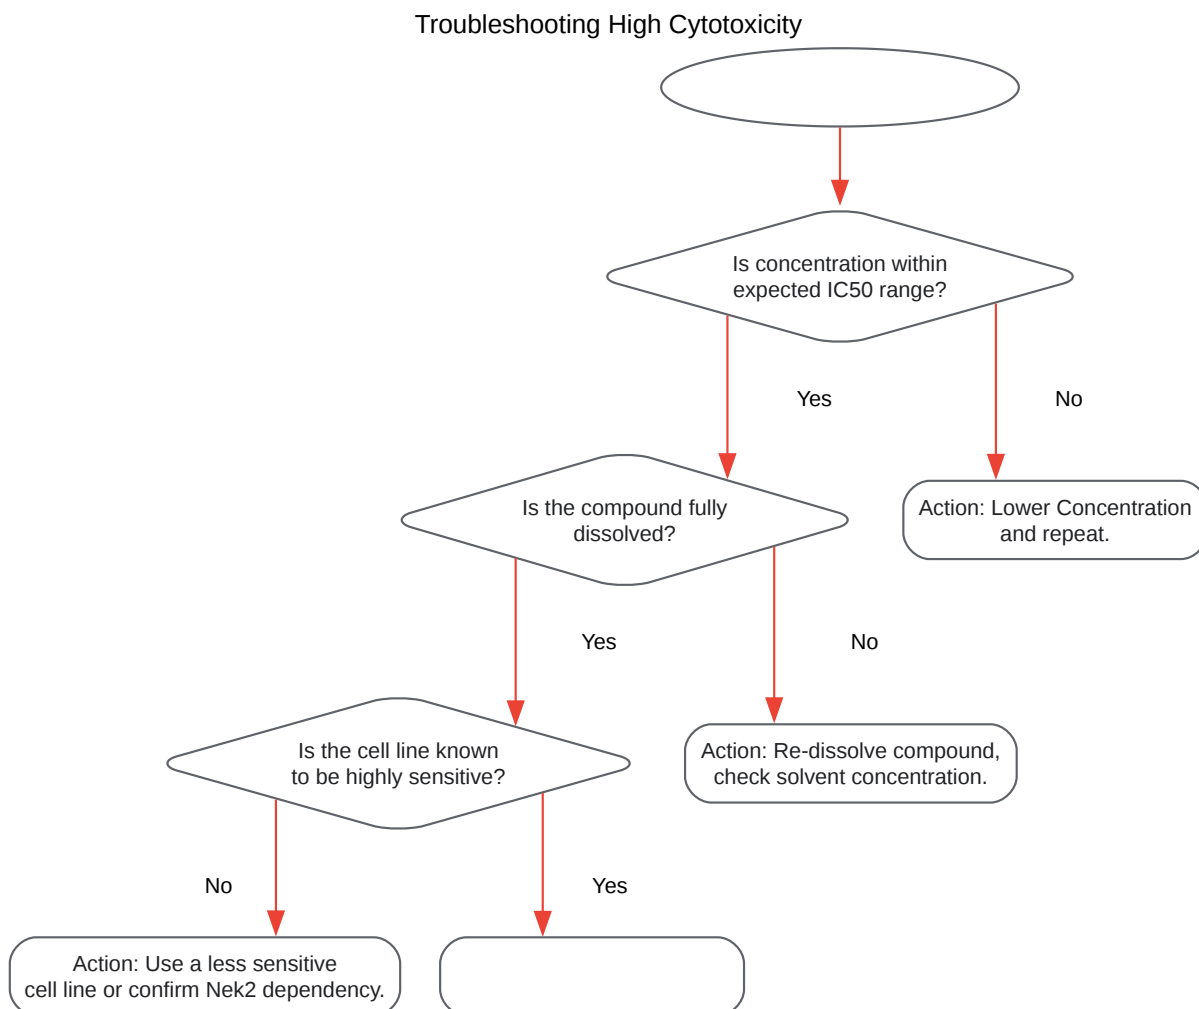 Troubleshooting High Cytotoxicity
Is concentration within
expected IC50 range?
Yes
No
Is the compound fully
dissolved?
Action: Lower Concentration
and repeat.
Yes
No
Is the cell line known
to be highly sensitive?
Action: Re-dissolve compound,
check solvent concentration.
No
Yes
Action: Use a less sensitive
cell line or confirm Nek2 dependency.